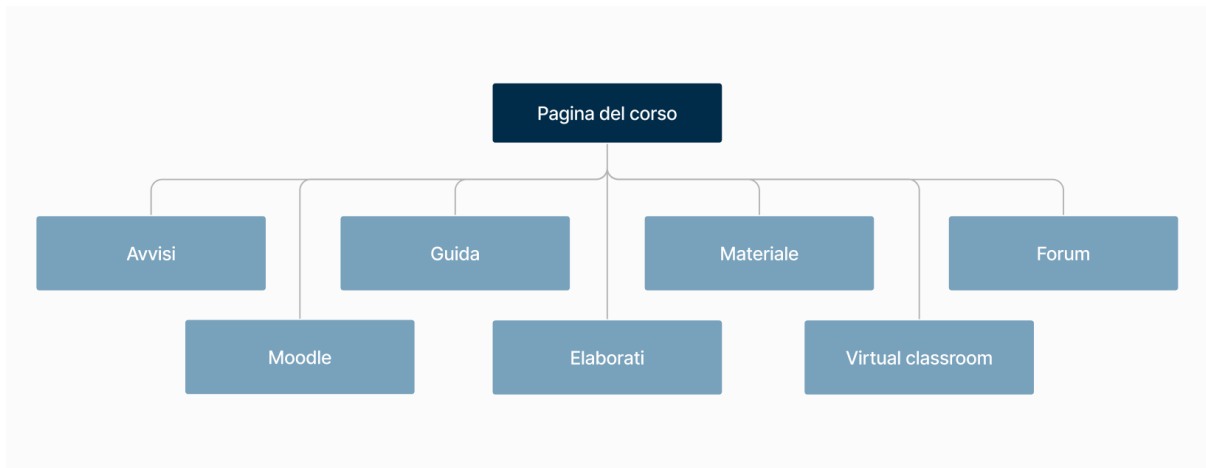 Pagina del corso
Avvisi
Guida
Materiale
Forum
Moodle
Elaborati
Virtual classroom